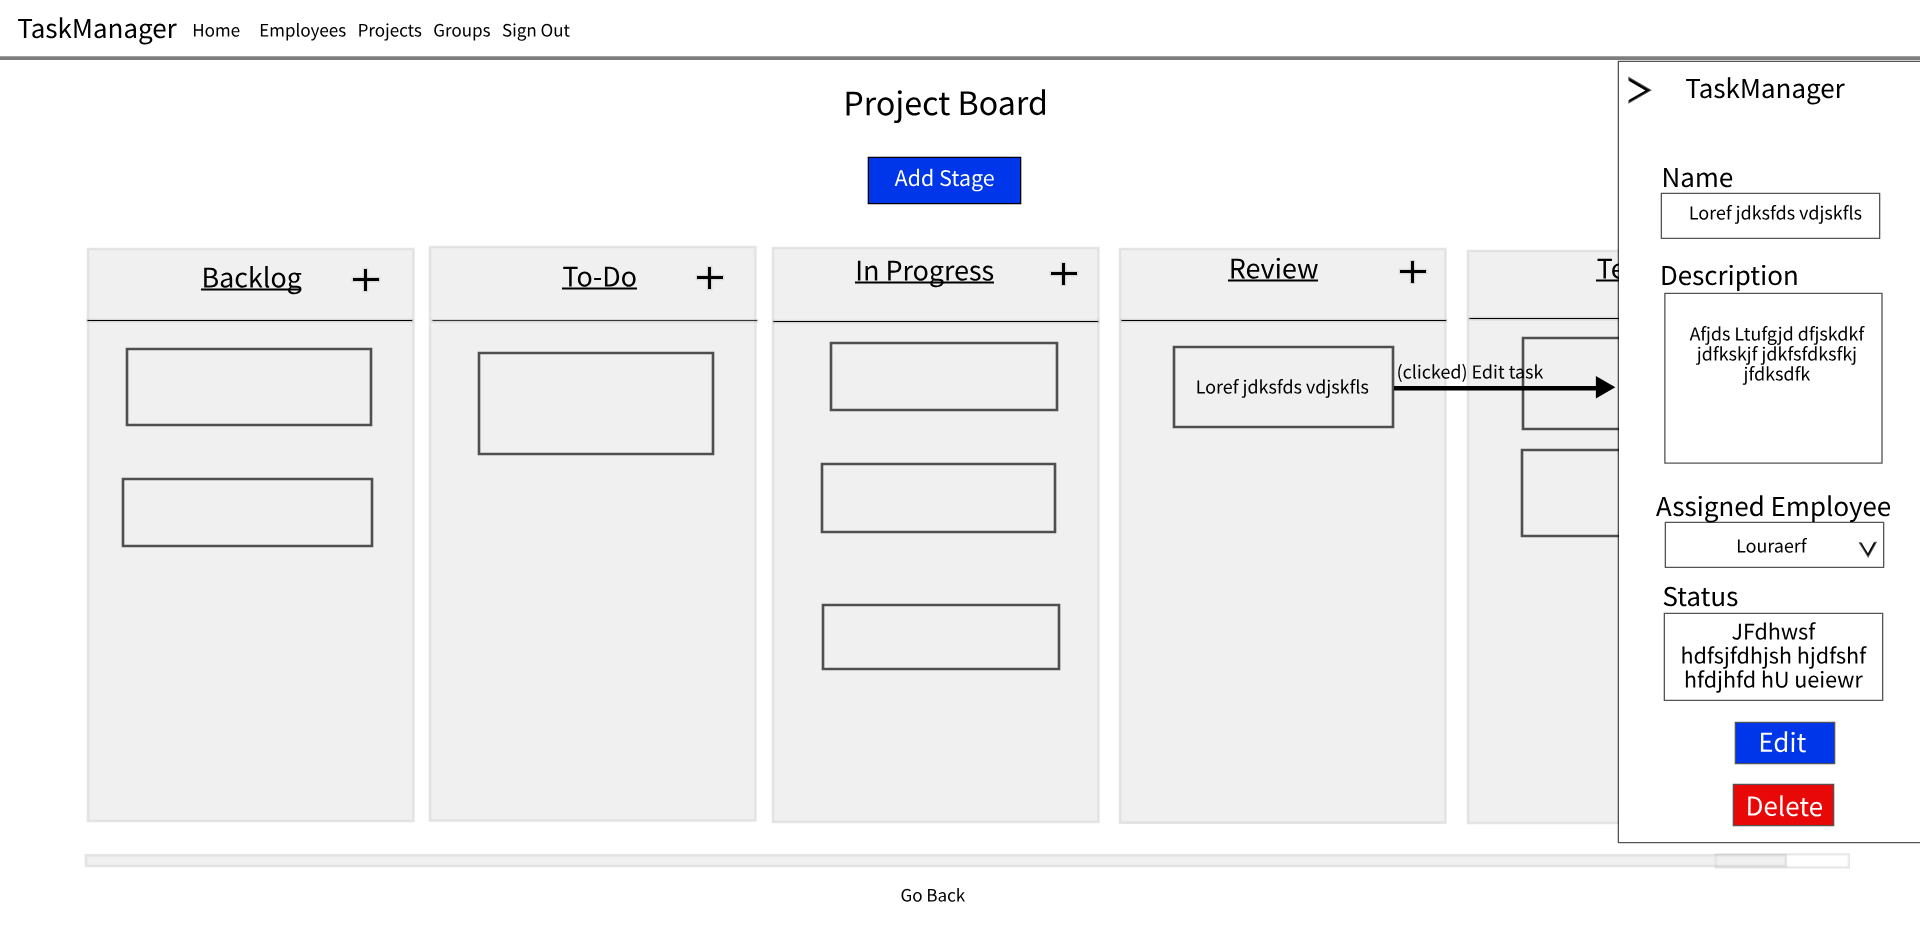 TaskManager Home Employees Projects Groups Sign Out
Project Board
Add Stage
Backlog +
To-Do +
In Progress +
Review +
Te
Loref jdksfds vdjskfls
(clicked) Edit task
> TaskManager
Name
Loref jdksfds vdjskfls
Description
Afjds Ltufgjd dfjskdkf
jdfkskjf jdkfsfdksfkj
jfdksdfk
Assigned Employee
Louraerf
Status
JFdhwsf
hdfsjfdhjsh hjdfshf
hfdjhfd hU ueiewr
Edit
Delete
Go Back